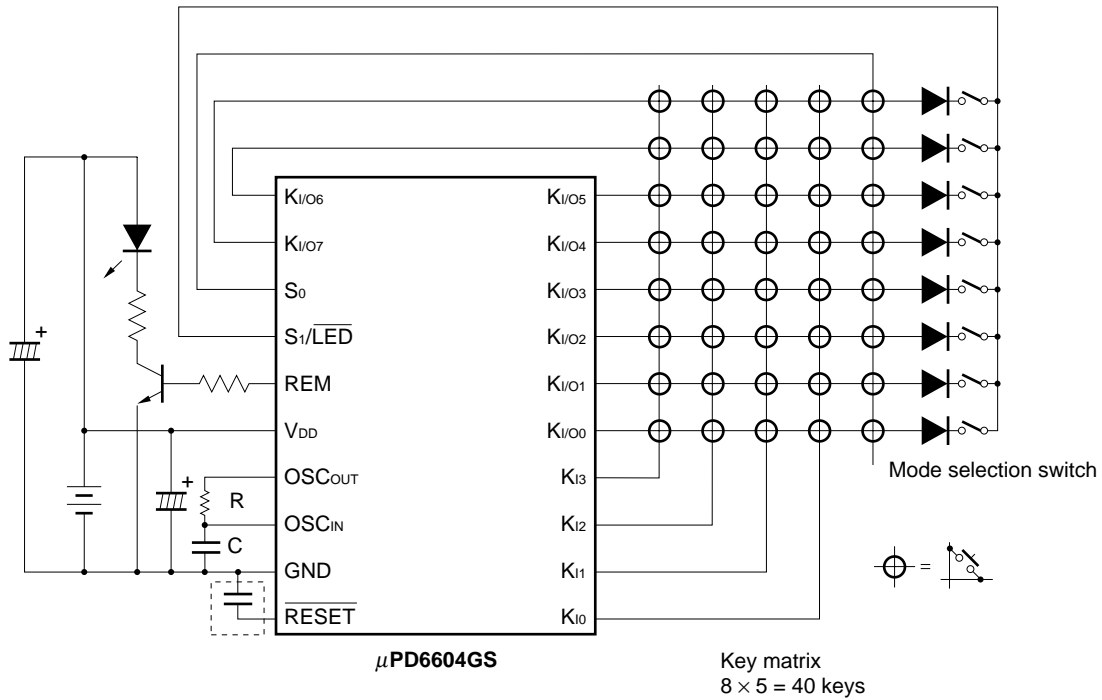 KI/O6
KI/O5
KI/O7
KI/O4
S0
KI/O3
S1/LED
KI/O2
REM
KI/O1
VDD
KI/O0
OSCOUT
KI3
Mode selection switch
R
OSCIN
KI2
C
GND
KI1
=
RESET
KI0
+
+
μPD6604GS
Key matrix
8 × 5 = 40 keys